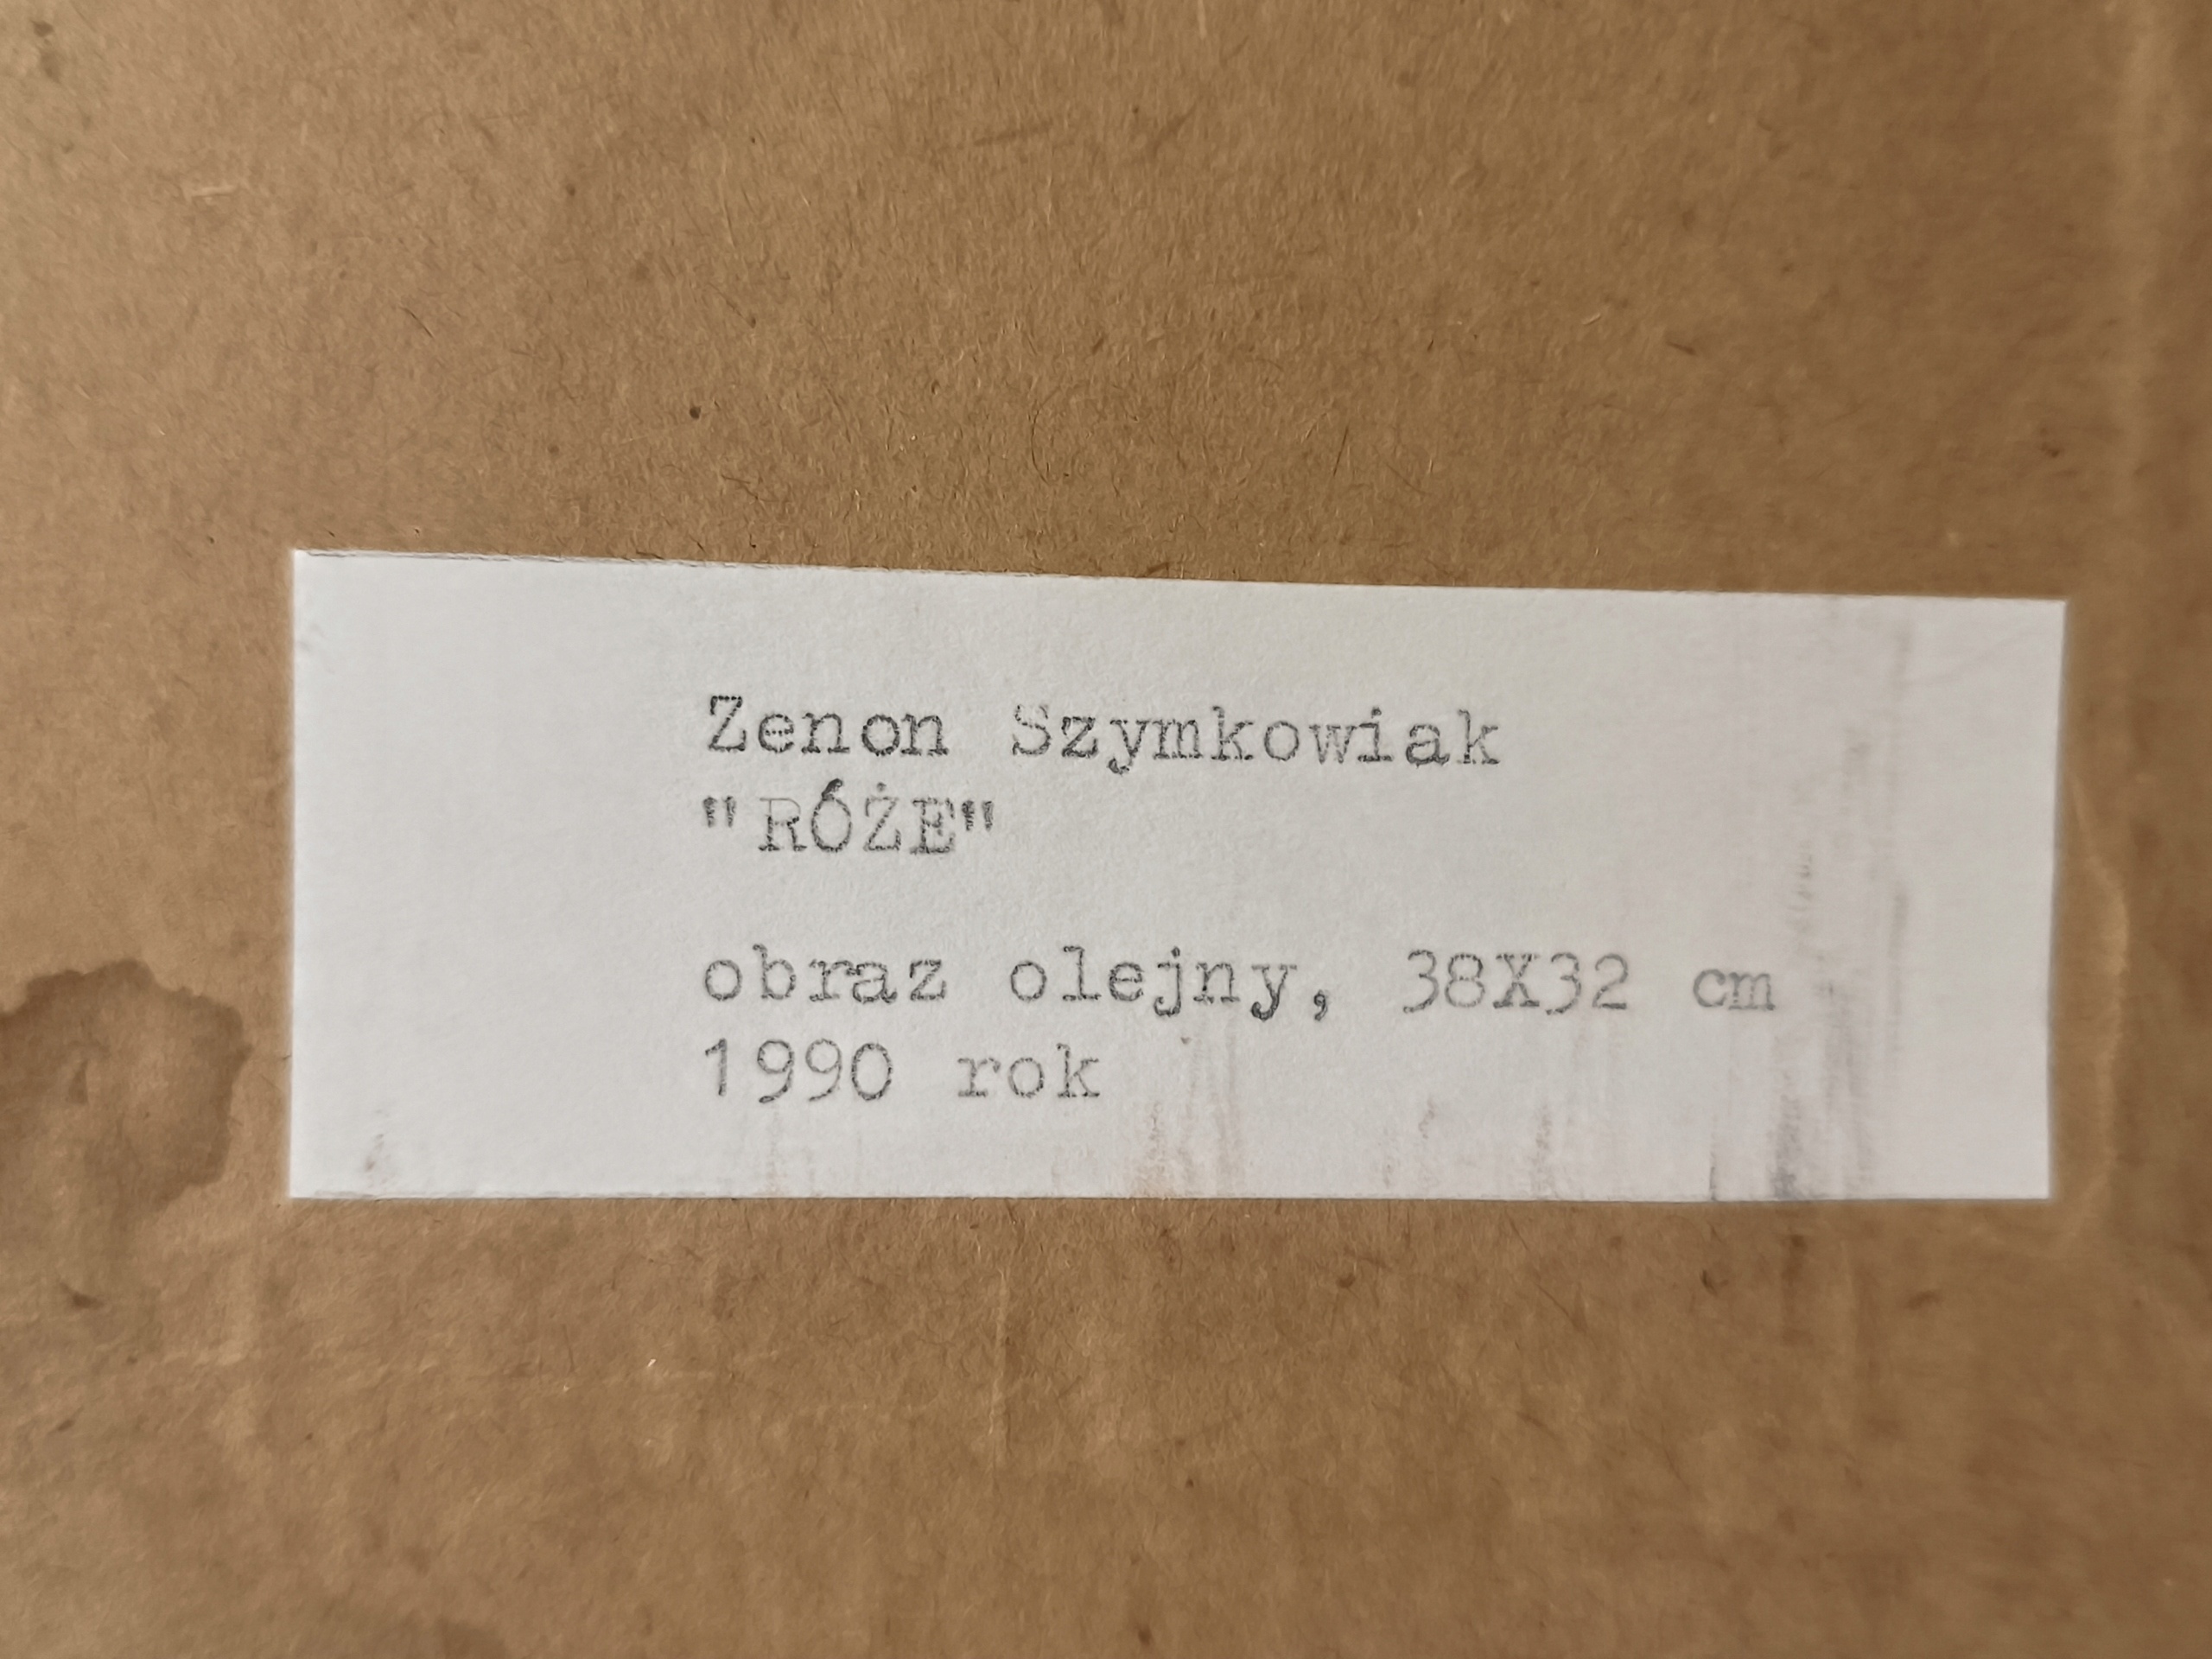 Zenon Szymkowiak
"RÓŻE"
obraz olejny, 38X32 cm
1990 rok